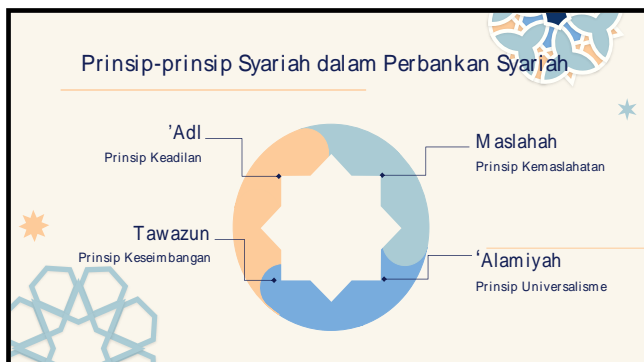 Prinsip-prinsip Syariah dalam Perbankan Syariah
’Adl
Prinsip Keadilan
Maslahah
Prinsip Kemaslahatan
Tawazun
Prinsip Keseimbangan
‘Alamiyah
Prinsip Universalisme